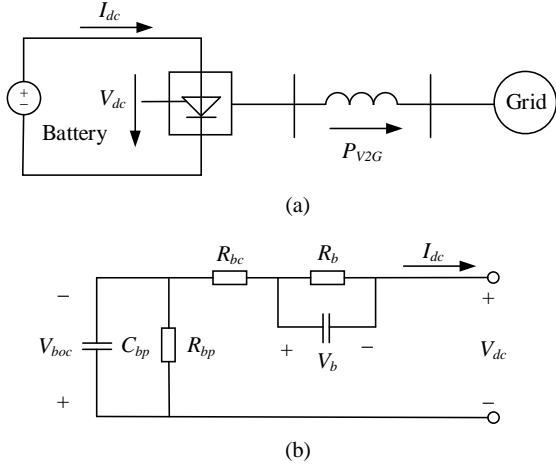 I_dc
+
−
V_dc
Battery
P_V2G
Grid
(a)
R_bc R_b I_dc
−
V_boc C_bp R_bp
+
+ V_b −
+
V_dc
−
(b)